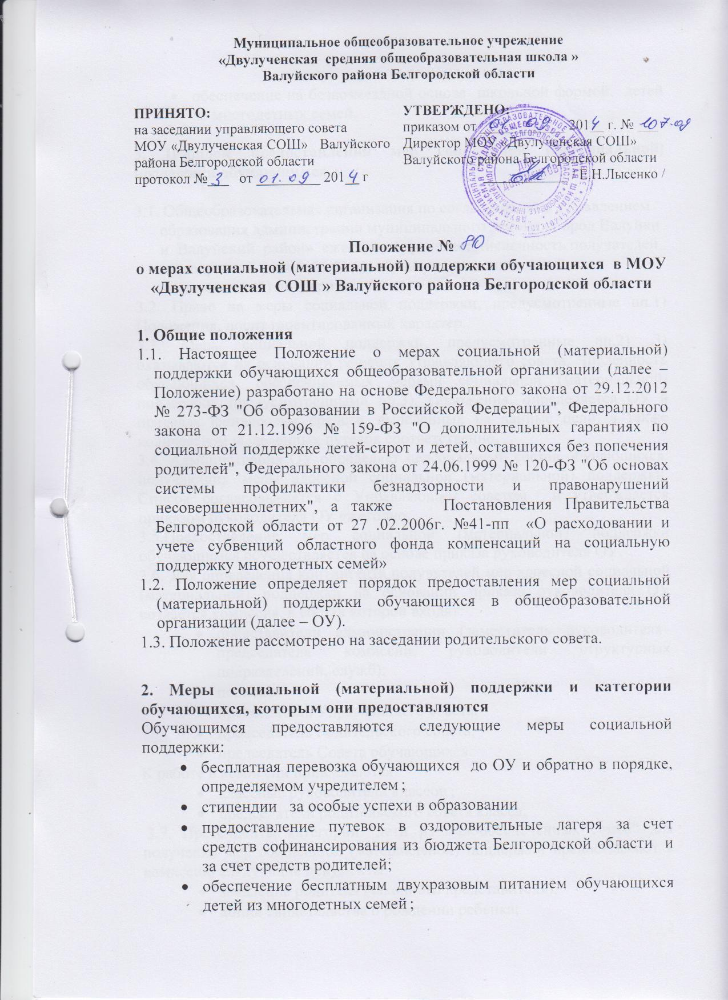 Муниципальное общеобразовательное учреждение
«Двулученская средняя общеобразовательная школа »
Валуйского района Белгородской области
ПРИНЯТО:
на заседании управляющего совета
МОУ «Двулученская СОШ» Валуйского
района Белгородской области
протокол № 3 от 01. 09 2014 г
УТВЕРЖДЕНО:
приказом от 09 2014 г. № 107-од
Директор МОУ «Двулученская СОШ»
Валуйского района Белгородской области
Е.Н.Лысенко /
ДЛЯ
ДОКУМЕНТОВ
Положение № 80
о мерах социальной (материальной) поддержки обучающихся в МОУ
«Двулученская СОШ » Валуйского района Белгородской области
1. Общие положения
1.1. Настоящее Положение о мерах социальной (материальной)
поддержки обучающихся общеобразовательной организации (далее –
Положение) разработано на основе Федерального закона от 29.12.2012
№ 273-ФЗ "Об образовании в Российской Федерации", Федерального
закона от 21.12.1996 № 159-ФЗ "О дополнительных гарантиях по
социальной поддержке детей-сирот и детей, оставшихся без попечения
родителей", Федерального закона от 24.06.1999 № 120-ФЗ "Об основах
системы профилактики безнадзорности и правонарушений
несовершеннолетних", а также Постановления Правительства
Белгородской области от 27 .02.2006г. №41-пп «О расходовании и
учете субвенций областного фонда компенсаций на социальную
поддержку многодетных семей»
1.2. Положение определяет порядок предоставления мер социальной
(материальной) поддержки обучающихся в общеобразовательной
организации (далее – ОУ).
1.3. Положение рассмотрено на заседании родительского совета.
2. Меры социальной (материальной) поддержки и категории
обучающихся, которым они предоставляются
Обучающимся предоставляются следующие меры социальной
поддержки:
• бесплатная перевозка обучающихся до ОУ и обратно в порядке,
определяемом учредителем ;
• стипендии за особые успехи в образовании
• предоставление путевок в оздоровительные лагеря за счет
средств софинансирования из бюджета Белгородской области и
за счет средств родителей;
• обеспечение бесплатным двухразовым питанием обучающихся
детей из многодетных семей ;